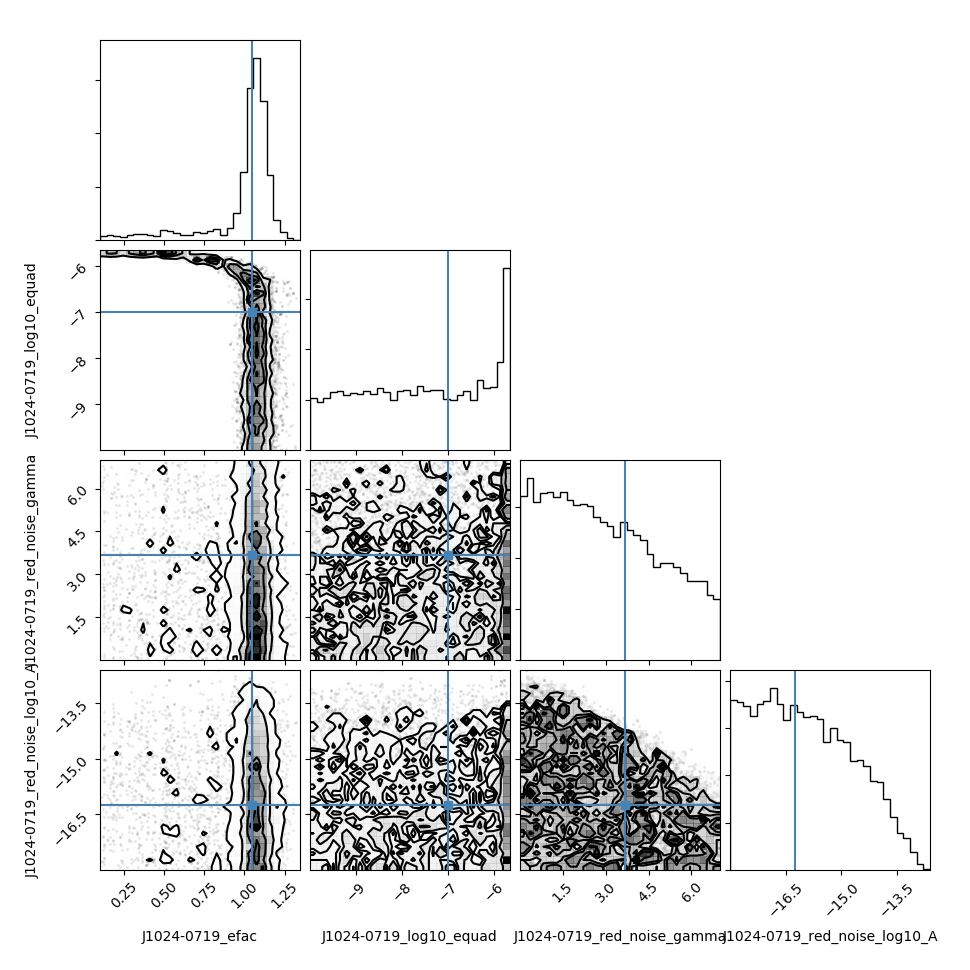 J1024-0719_log10_equad
−6
−7
−8
−9
J1024-0719_red_noise_gamma
6.0
4.5
3.0
1.5
J1024-0719_red_noise_log10_A
−13.5
−15.0
−16.5
0.25 0.50 0.75 1.00 1.25 −9 −8 −7 −6 1.5 3.0 4.5 6.0 −16.5 −15.0 −13.5
J1024-0719_efac J1024-0719_log10_equad J1024-0719_red_noise_gamma J1024-0719_red_noise_log10_A